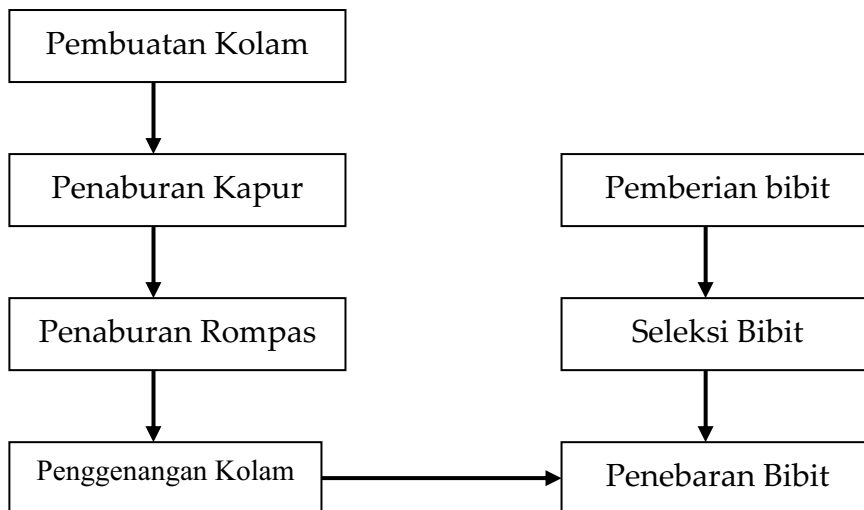 Pembuatan Kolam
Penaburan Kapur
Pemberian bibit
Penaburan Rompas
Seleksi Bibit
Penggenangan Kolam
Penebaran Bibit